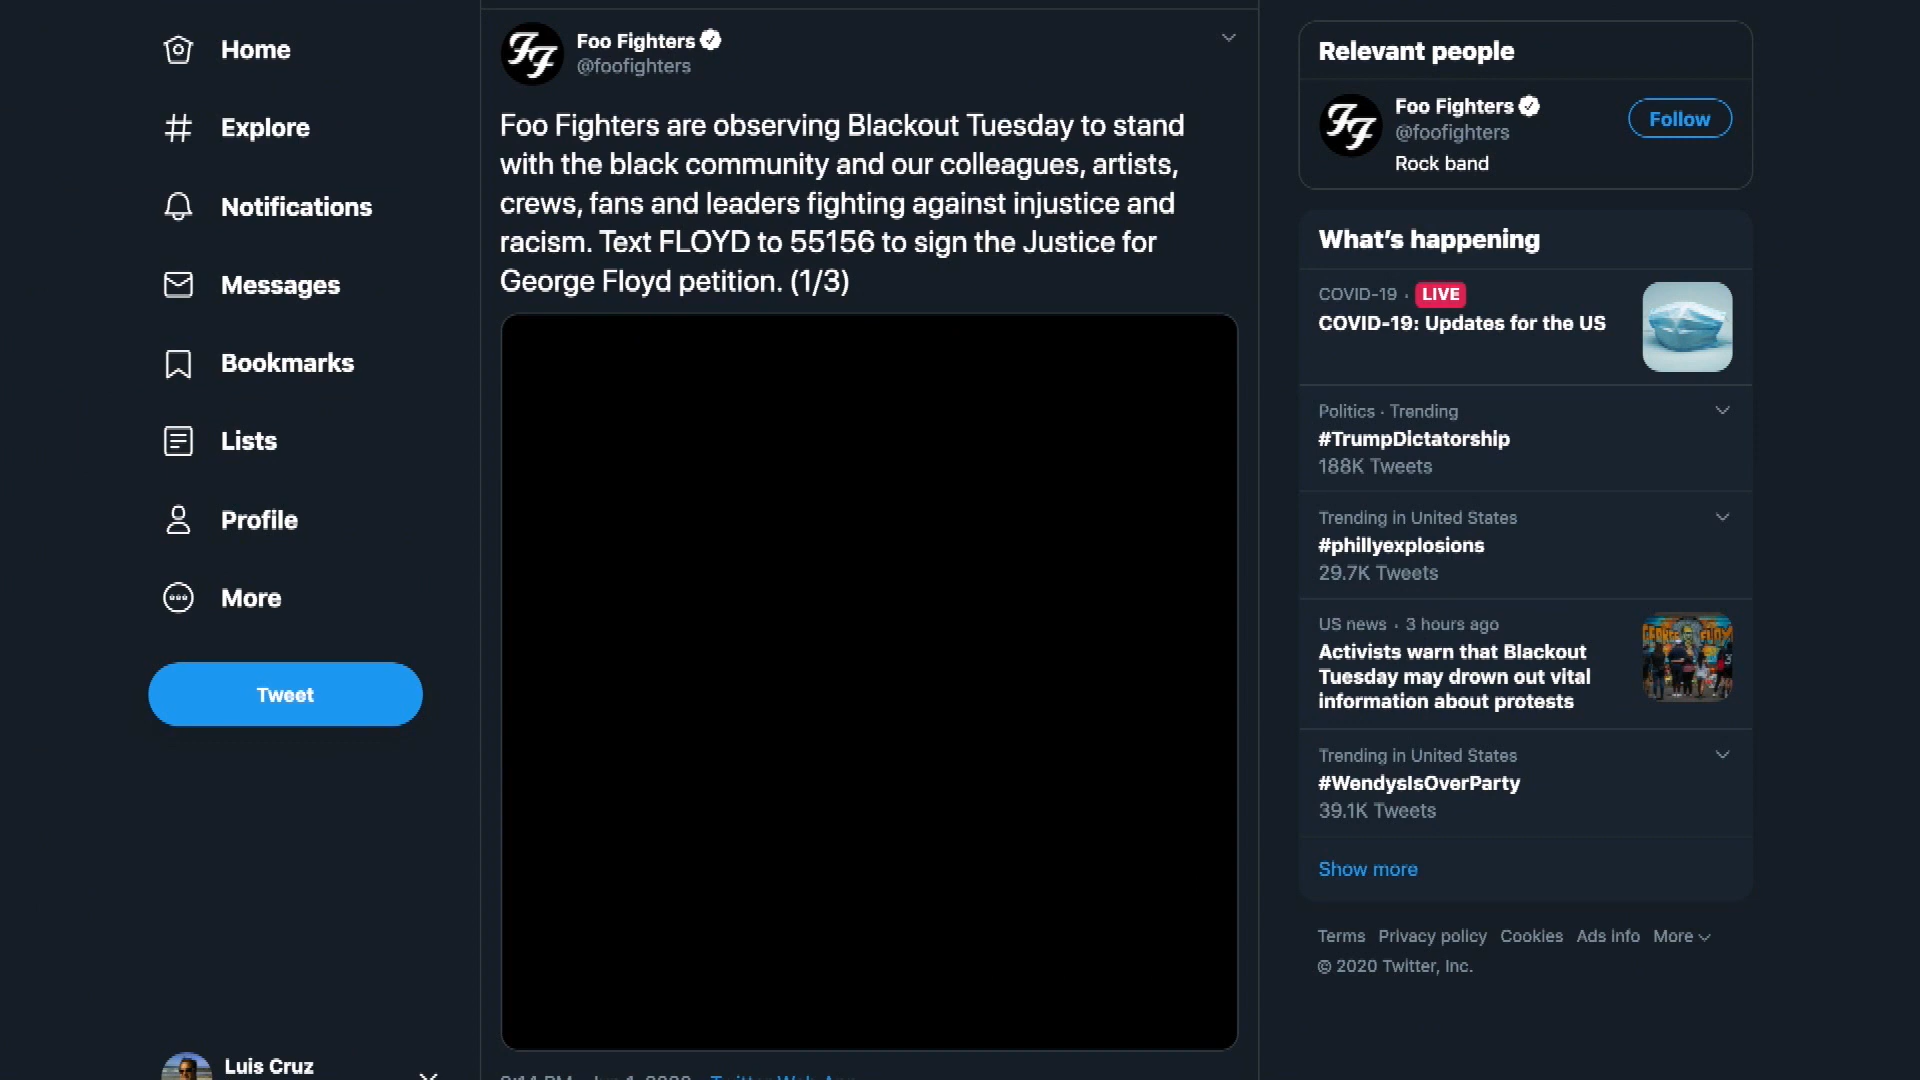 Home
Explore
Notifications
Messages
Bookmarks
Lists
Profile
More
Tweet
Luis Cruz
Foo Fighters
@foofighters
Foo Fighters are observing Blackout Tuesday to stand
with the black community and our colleagues, artists,
crews, fans and leaders fighting against injustice and
racism. Text FLOYD to 55156 to sign the Justice for
George Floyd petition. (1/3)
Relevant people
Foo Fighters
@foofighters
Rock band
Follow
What's happening
COVID-19 · LIVE
COVID-19: Updates for the US
Politics · Trending
#TrumpDictatorship
188K Tweets
Trending in United States
#phillyexplosions
29.7K Tweets
US news · 3 hours ago
Activists warn that Blackout
Tuesday may drown out vital
information about protests
Trending in United States
#WendysIsOverParty
39.1K Tweets
Show more
Terms Privacy policy Cookies Ads info More
© 2020 Twitter, Inc.